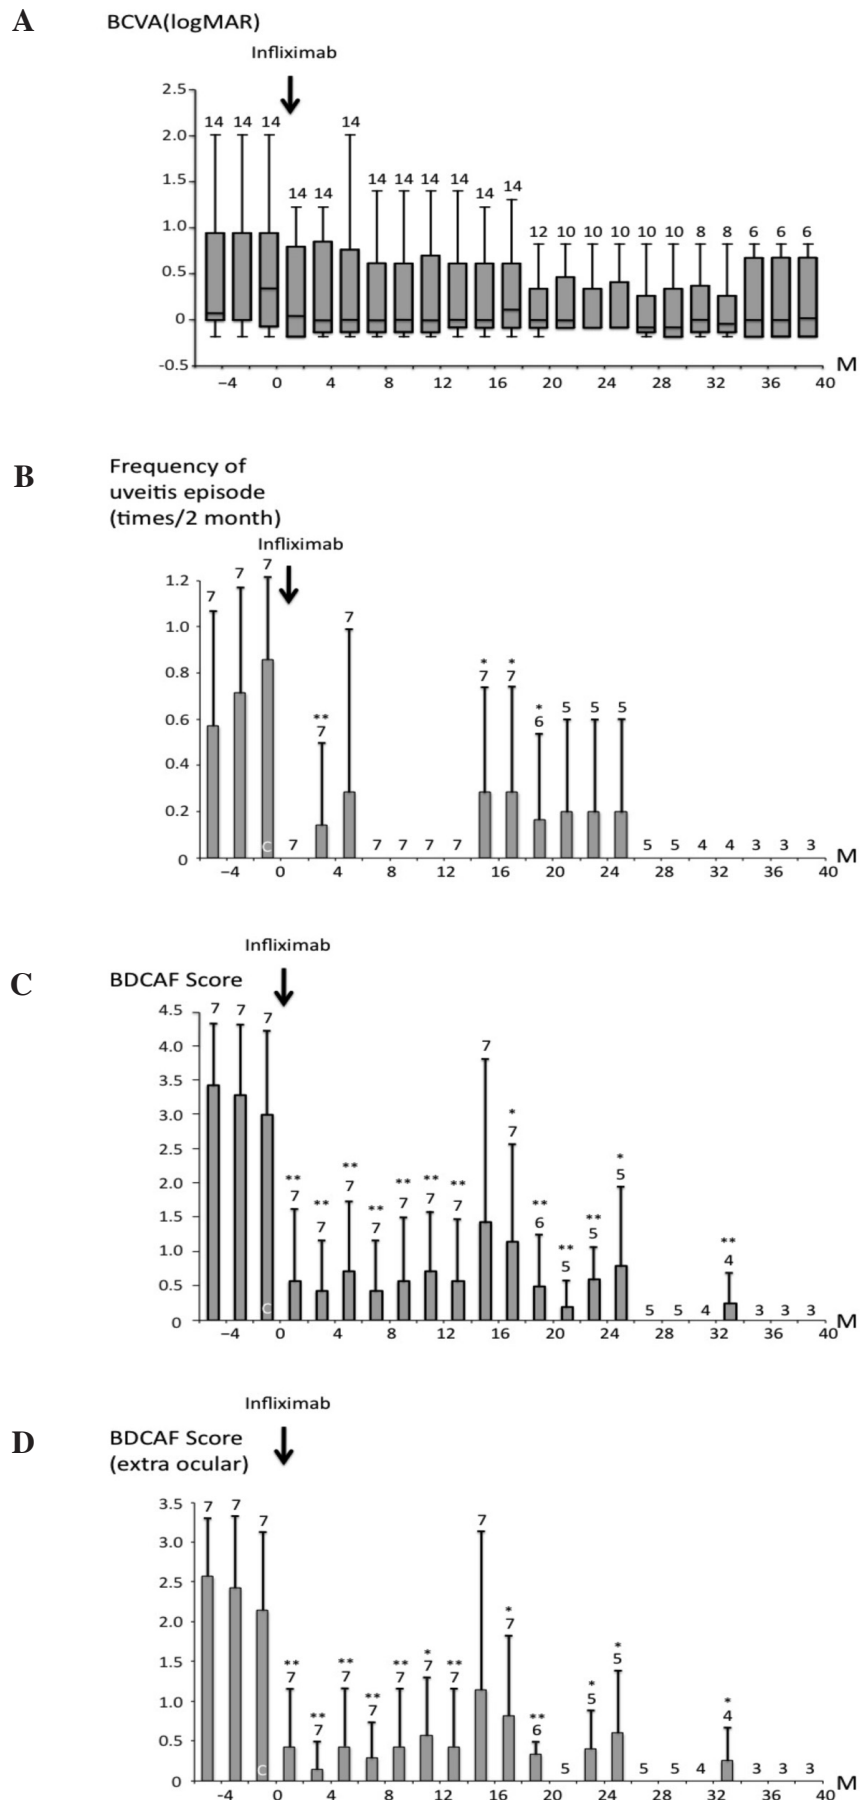 A
BCVA(logMAR)
Infliximab
2.5
14 14 14 14
2.0
14 14 14 14 14 14
1.5
14 14
1.0
12 10 10 10 10 10 8 8 6 6 6
0.5
0
-0.5
M
−4 0 4 8 12 16 20 24 28 32 36 40
B
Frequency of
uveitis episode
(times/2 month)
Infliximab
7 7 7
1.2
7
1.0
* *
0.8
7 7
** * 5 5 5
7 6
0.6
0.4
0.2
C 7 7 7 7 7 5 5 4 4 3 3 3
0
M
−4 0 4 8 12 16 20 24 28 32 36 40
Infliximab
C
BDCAF Score
7 7 7
4.5
4.0
7
3.5
3.0
*
7
2.5
** ** ** ** ** ** ** * 7 7 7 7 7 7 7 5
2.0
** ** ** ** 6 5 5 4
1.5
1.0
0.5
C 5 5 4 3 3 3
0
M
−4 0 4 8 12 16 20 24 28 32 36 40
Infliximab
D
BDCAF Score
(extra ocular)
7 7 7 7
3.5
3.0
2.5
2.0
*
7
** ** ** * ** *
7 7 7 7 7 5
1.5
** ** ** * *
7 7 6 5 4
1.0
0.5
C 5 5 5 4 3 3 3
0
M
-4 0 4 8 12 16 20 24 28 32 36 40